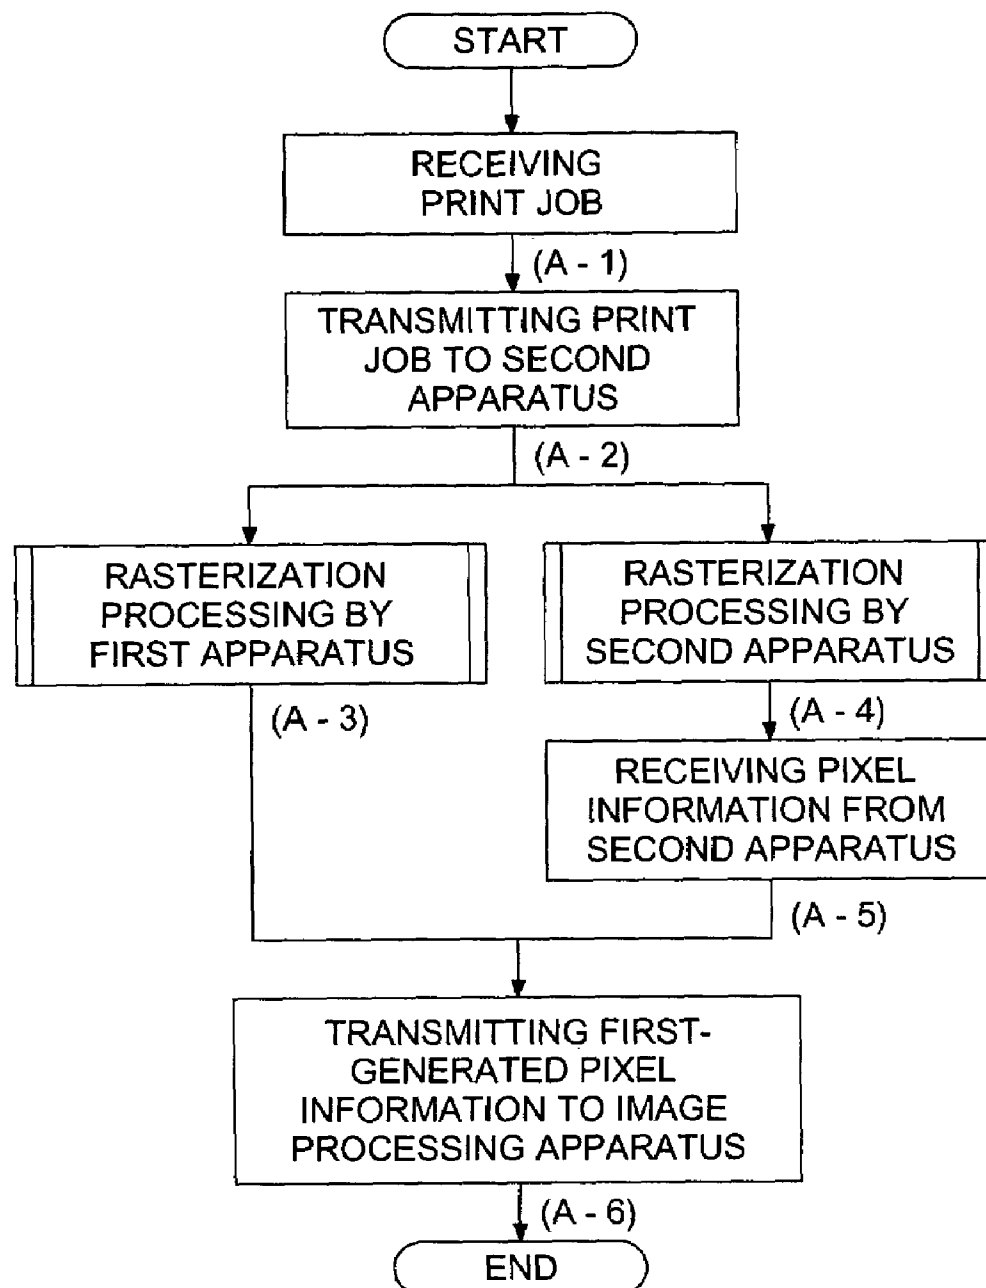 START
RECEIVING
PRINT JOB
(A - 1)
TRANSMITTING PRINT
JOB TO SECOND
APPARATUS
(A - 2)
RASTERIZATION
PROCESSING BY
FIRST APPARATUS
(A - 3)
RASTERIZATION
PROCESSING BY
SECOND APPARATUS
(A - 4)
RECEIVING PIXEL
INFORMATION FROM
SECOND APPARATUS
(A - 5)
TRANSMITTING FIRST-
GENERATED PIXEL
INFORMATION TO IMAGE
PROCESSING APPARATUS
(A - 6)
END